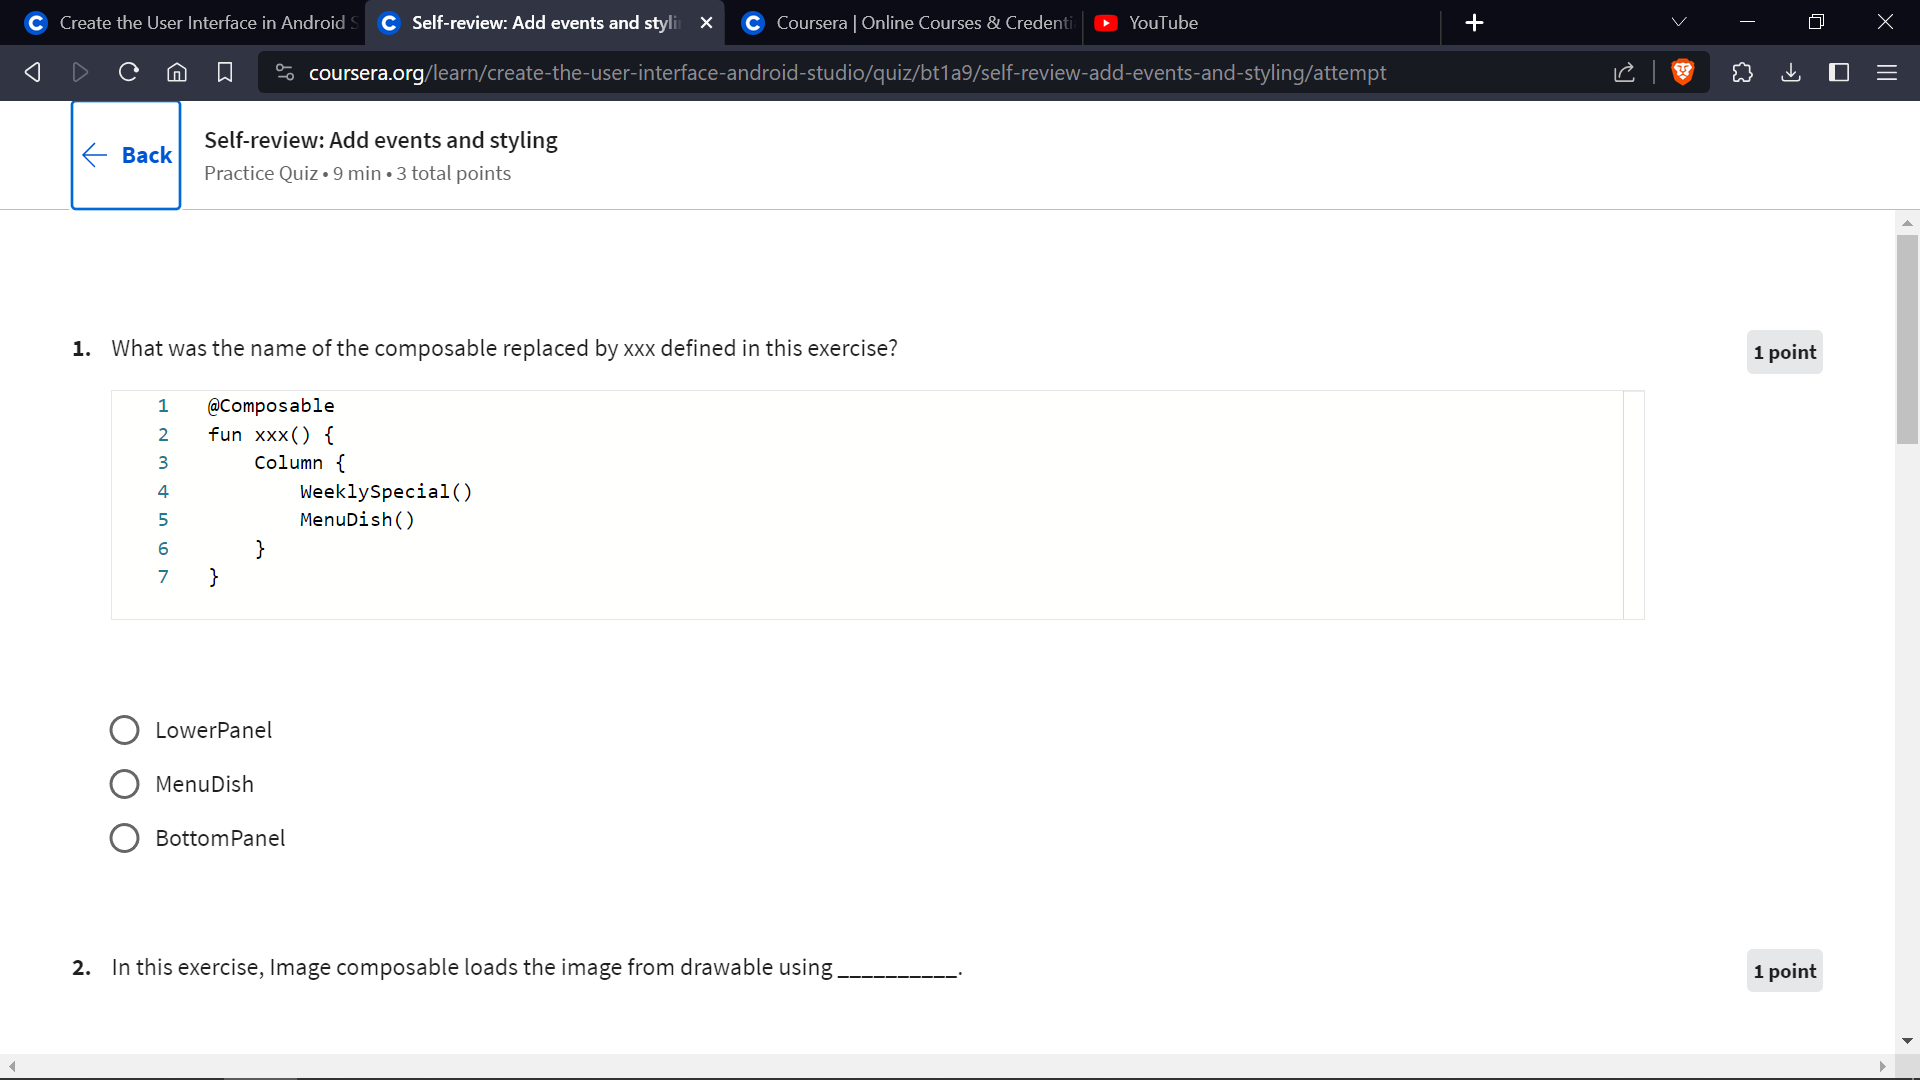 Create the User Interface in Android S
Self-review: Add events and styli
Coursera | Online Courses & Credenti
YouTube
coursera.org/learn/create-the-user-interface-android-studio/quiz/bt1a9/self-review-add-events-and-styling/attempt
Back
Self-review: Add events and styling
Practice Quiz • 9 min • 3 total points
1. What was the name of the composable replaced by xxx defined in this exercise?
1 point
1 @Composable
2 fun xxx() {
3 Column {
4 WeeklySpecial()
5 MenuDish()
6 }
7 }
LowerPanel
MenuDish
BottomPanel
2. In this exercise, Image composable loads the image from drawable using __________.
1 point